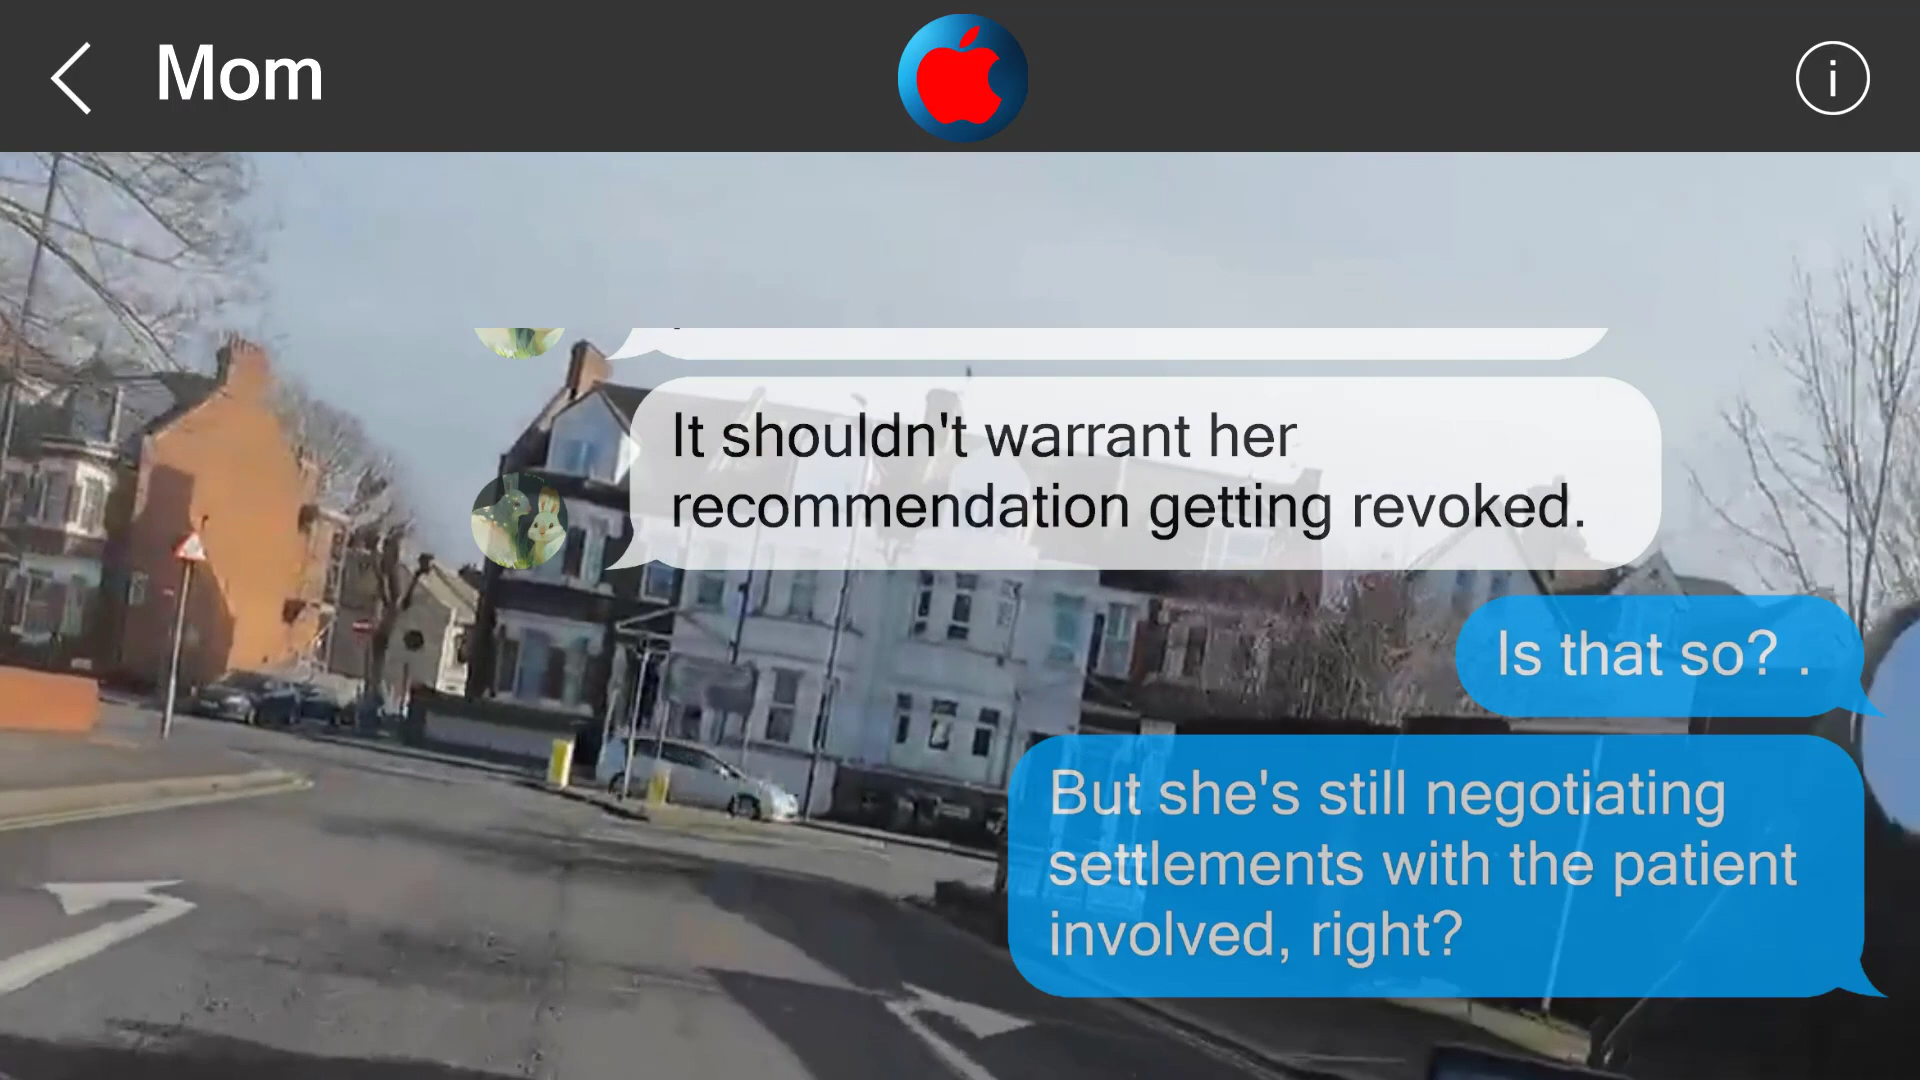 Mom
i
It shouldn't warrant her
recommendation getting revoked.
Is that so? .
But she's still negotiating
settlements with the patient
involved, right?